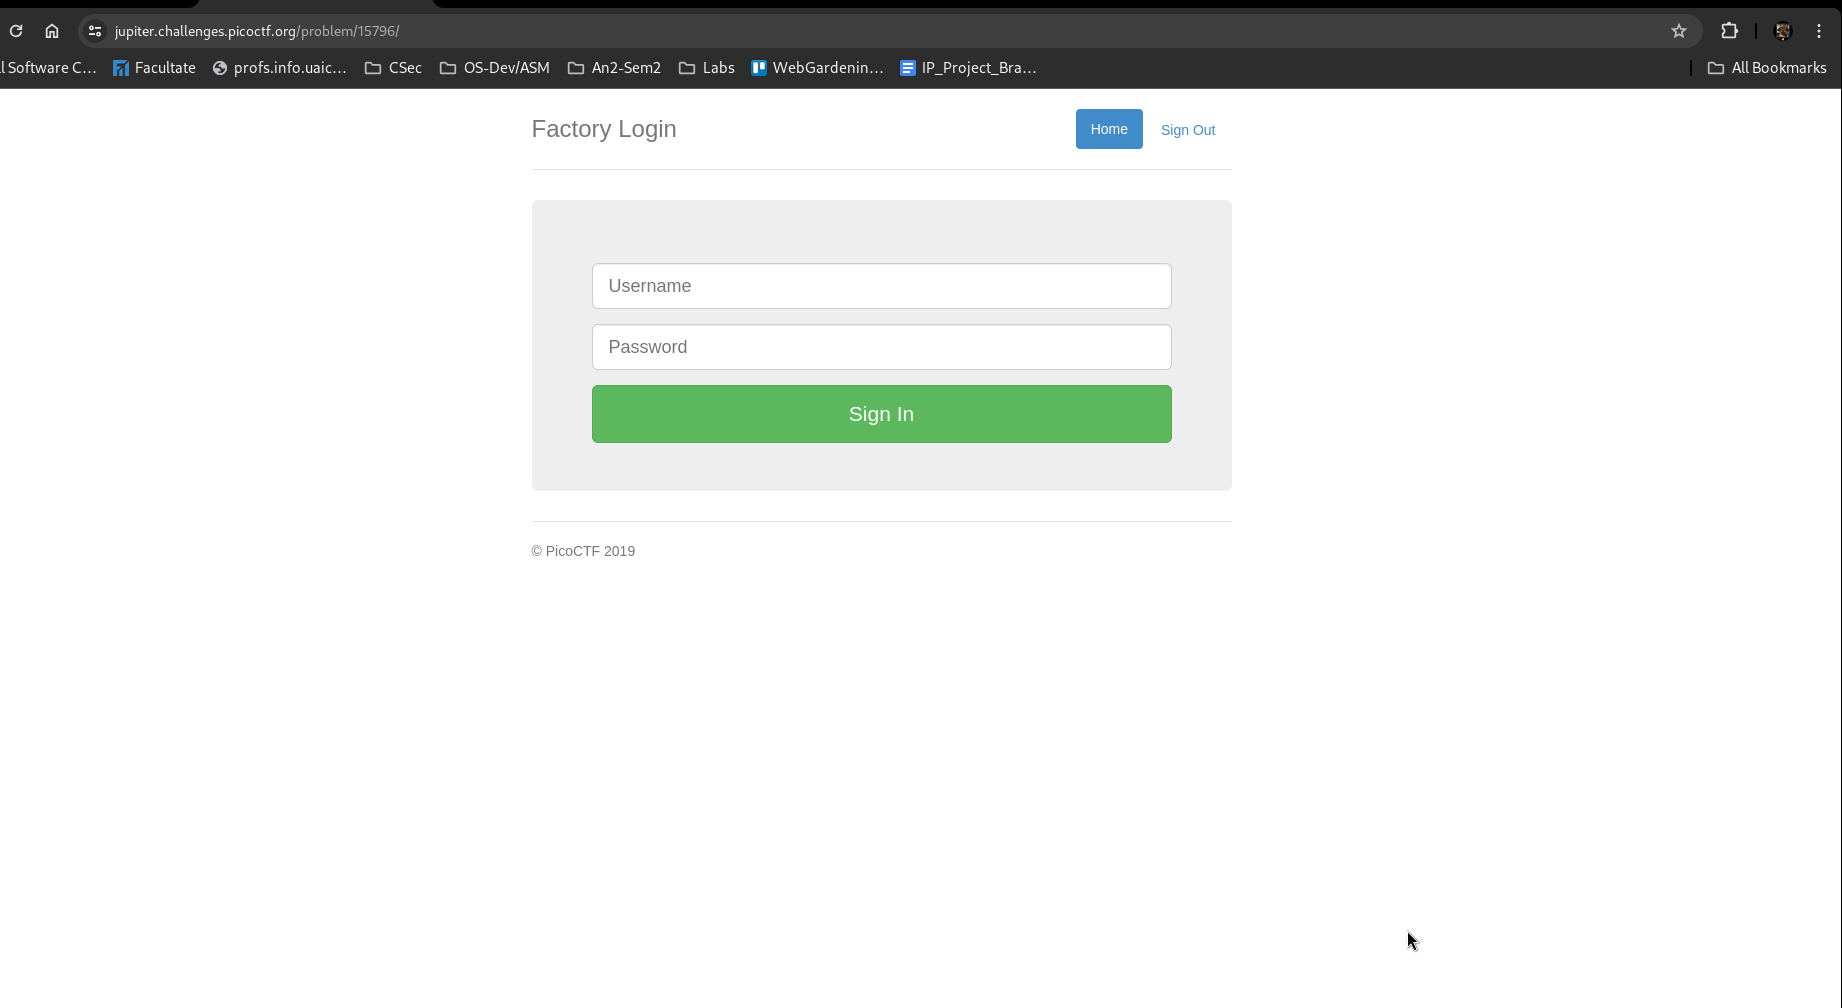 jupiter.challenges.picoctf.org/problem/15796/
l Software C… Facultate profs.info.uaic… CSec OS-Dev/ASM An2-Sem2 Labs WebGardenin… IP_Project_Bra… All Bookmarks
Factory Login Home Sign Out
Username
Password
Sign In
© PicoCTF 2019